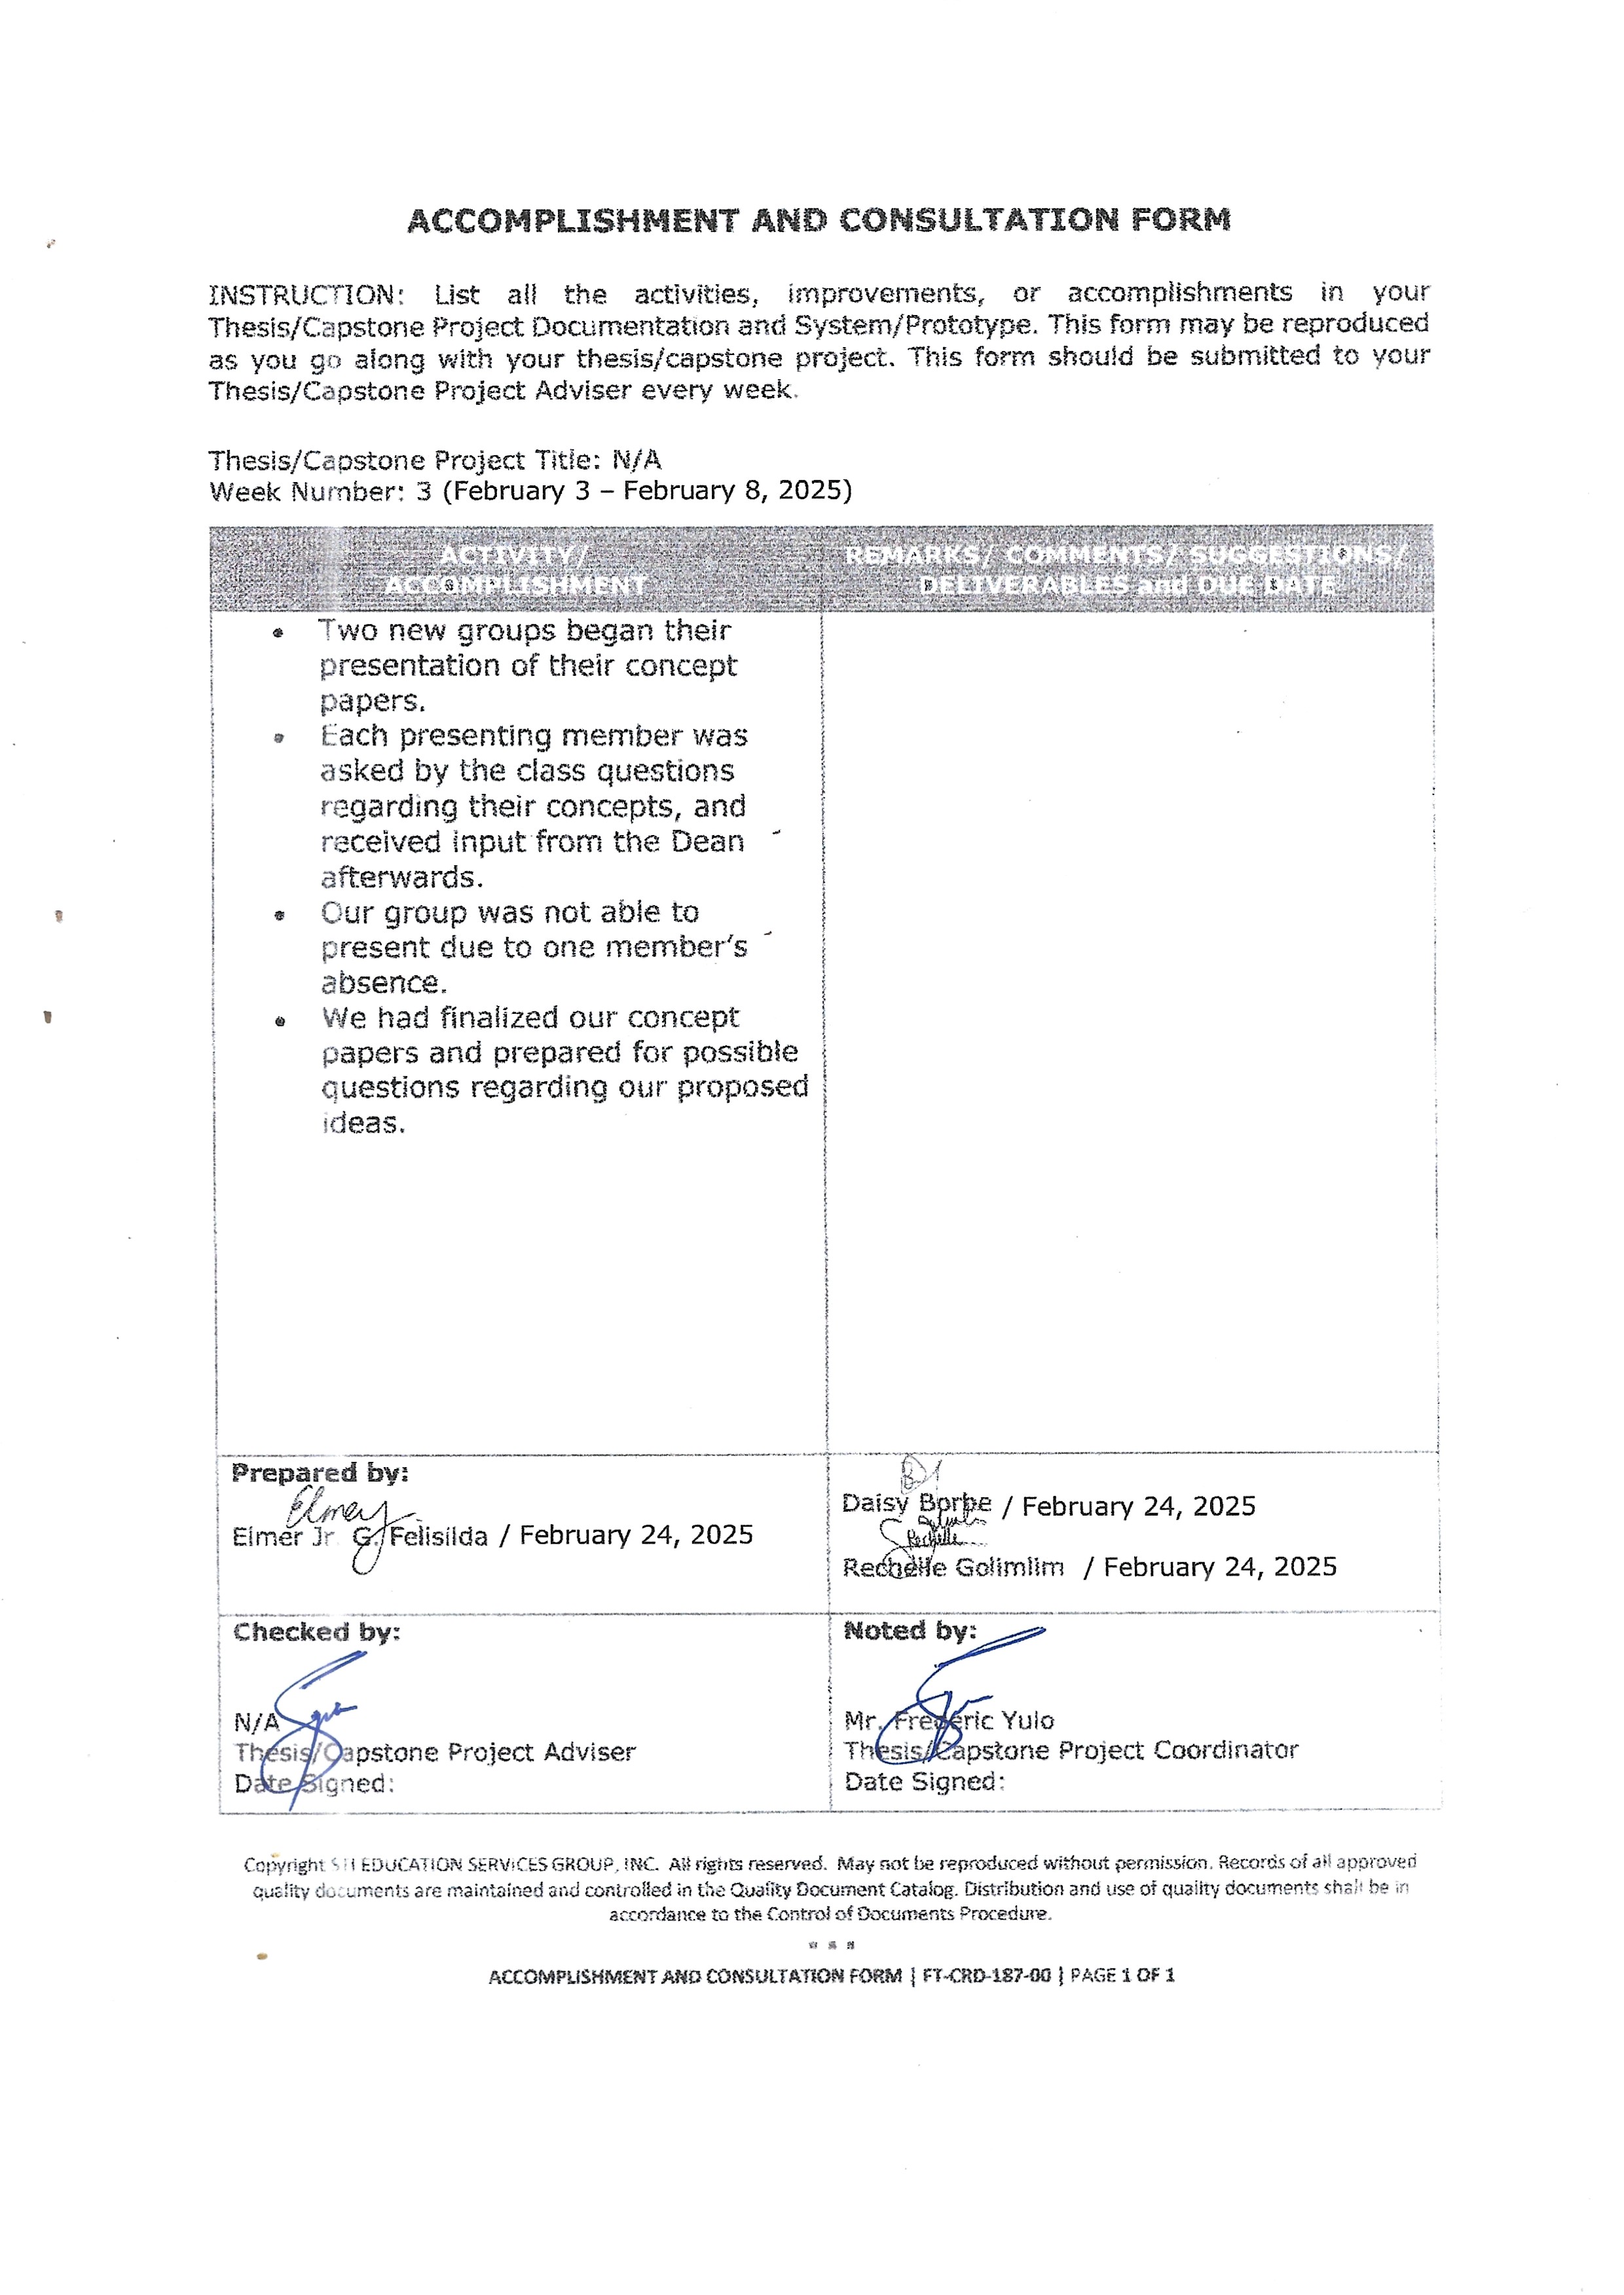 ACCOMPLISHMENT AND CONSULTATION FORM
INSTRUCTION: List all the activities, improvements, or accomplishments in your
Thesis/Capstone Project Documentation and System/Prototype. This form may be reproduced
as you go along with your thesis/capstone project. This form should be submitted to your
Thesis/Capstone Project Adviser every week.
Thesis/Capstone Project Title: N/A
Week Number: 3 (February 3 – February 8, 2025)
ACTIVITY/
ACCOMPLISHMENT
REMARKS/ COMMENTS/ SUGGESTIONS/
DELIVERABLES and DUE DATE
• Two new groups began their
presentation of their concept
papers.
• Each presenting member was
asked by the class questions
regarding their concepts, and
received input from the Dean
afterwards.
• Our group was not able to
present due to one member’s
absence.
• We had finalized our concept
papers and prepared for possible
questions regarding our proposed
ideas.
Prepared by:
Elmer
Elmer Jr. G. Felisilda / February 24, 2025
Daisy Borbe / February 24, 2025
Rechelle
Rechelle Golimlim / February 24, 2025
Checked by:
N/A
Thesis/Capstone Project Adviser
Date Signed:
Noted by:
Mr. Frederic Yulo
Thesis/Capstone Project Coordinator
Date Signed:
Copyright STI EDUCATION SERVICES GROUP, INC. All rights reserved. May not be reproduced without permission. Records of all approved
quality documents are maintained and controlled in the Quality Document Catalog. Distribution and use of quality documents shall be in
accordance to the Control of Documents Procedure.
* * *
ACCOMPLISHMENT AND CONSULTATION FORM | FT-CRD-187-00 | PAGE 1 OF 1